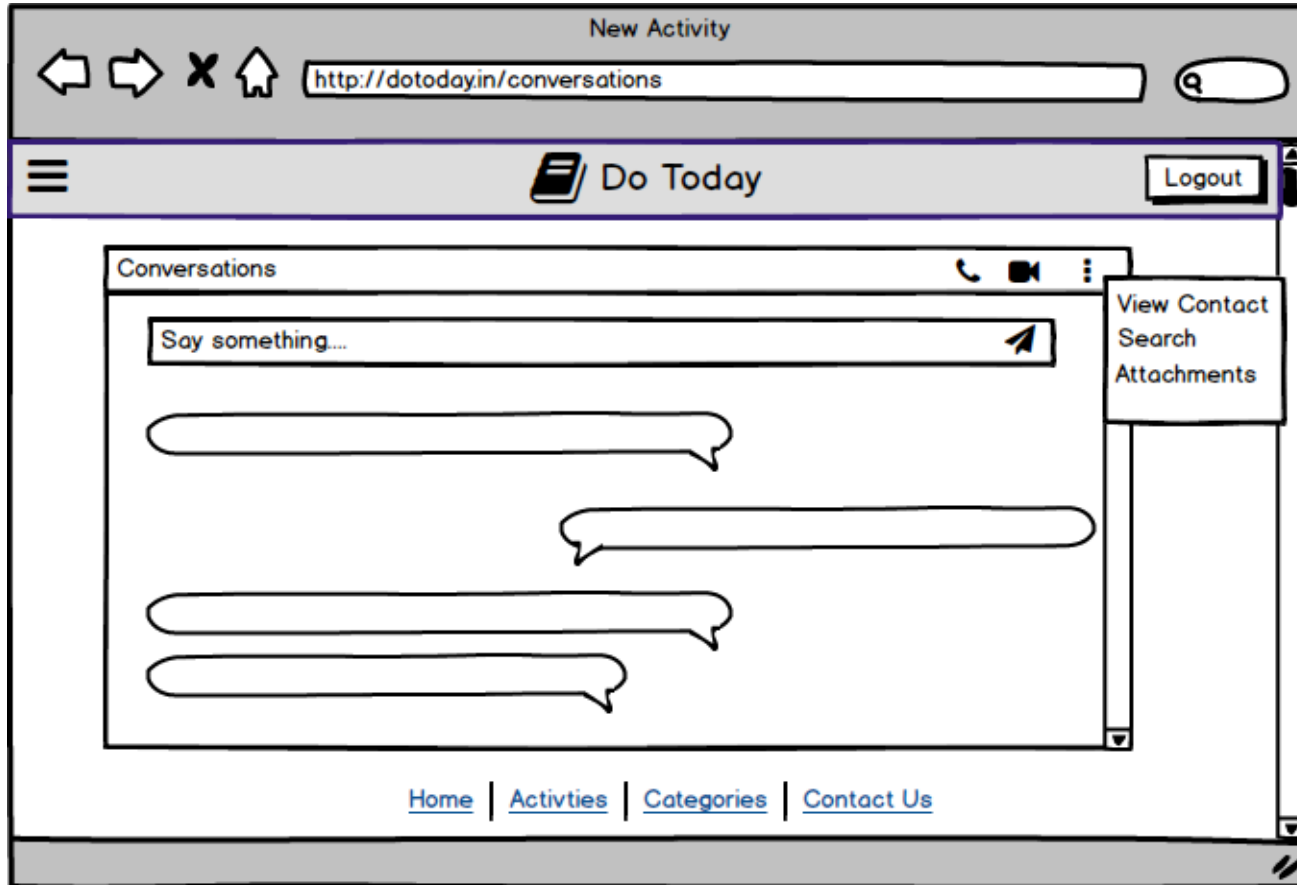 New Activity
http://dotoday.in/conversations
Do Today
Logout
Conversations
View Contact
Search
Attachments
Say something....
Home Activties Categories Contact Us